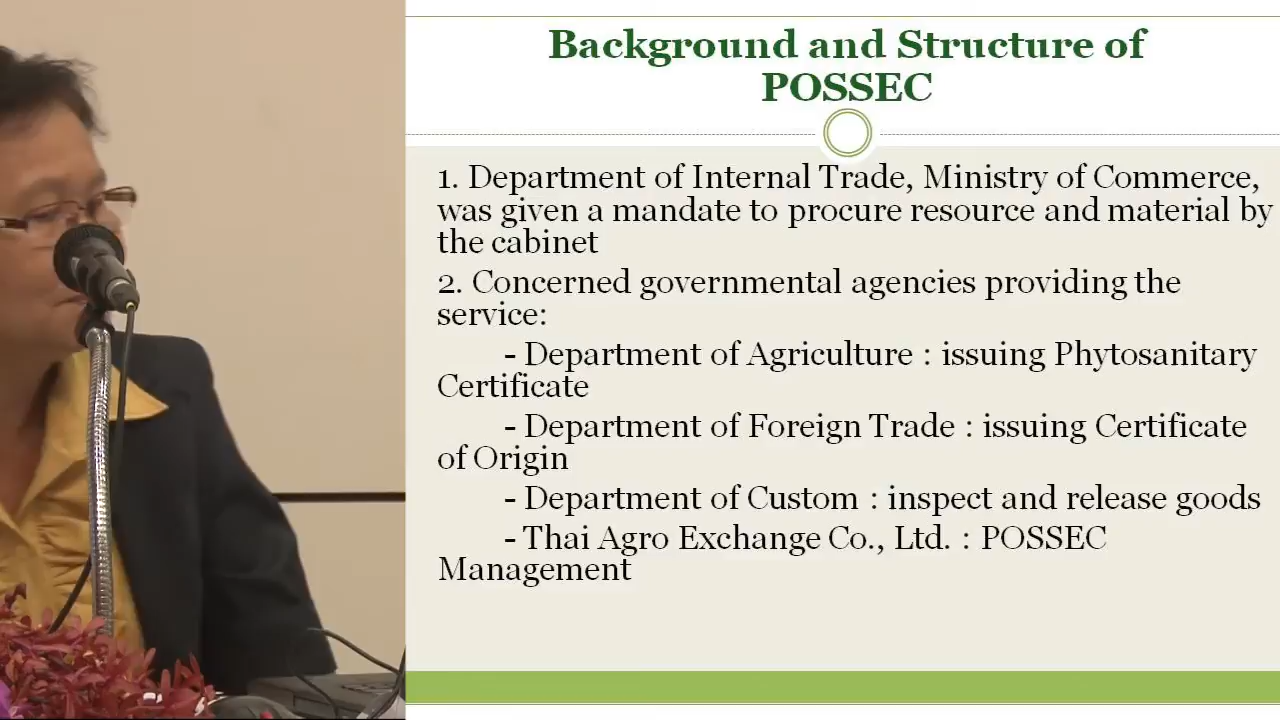 Background and Structure of
POSSEC
1. Department of Internal Trade, Ministry of Commerce,
was given a mandate to procure resource and material by
the cabinet
2. Concerned governmental agencies providing the
service:
- Department of Agriculture : issuing Phytosanitary
Certificate
- Department of Foreign Trade : issuing Certificate
of Origin
- Department of Custom : inspect and release goods
- Thai Agro Exchange Co., Ltd. : POSSEC
Management